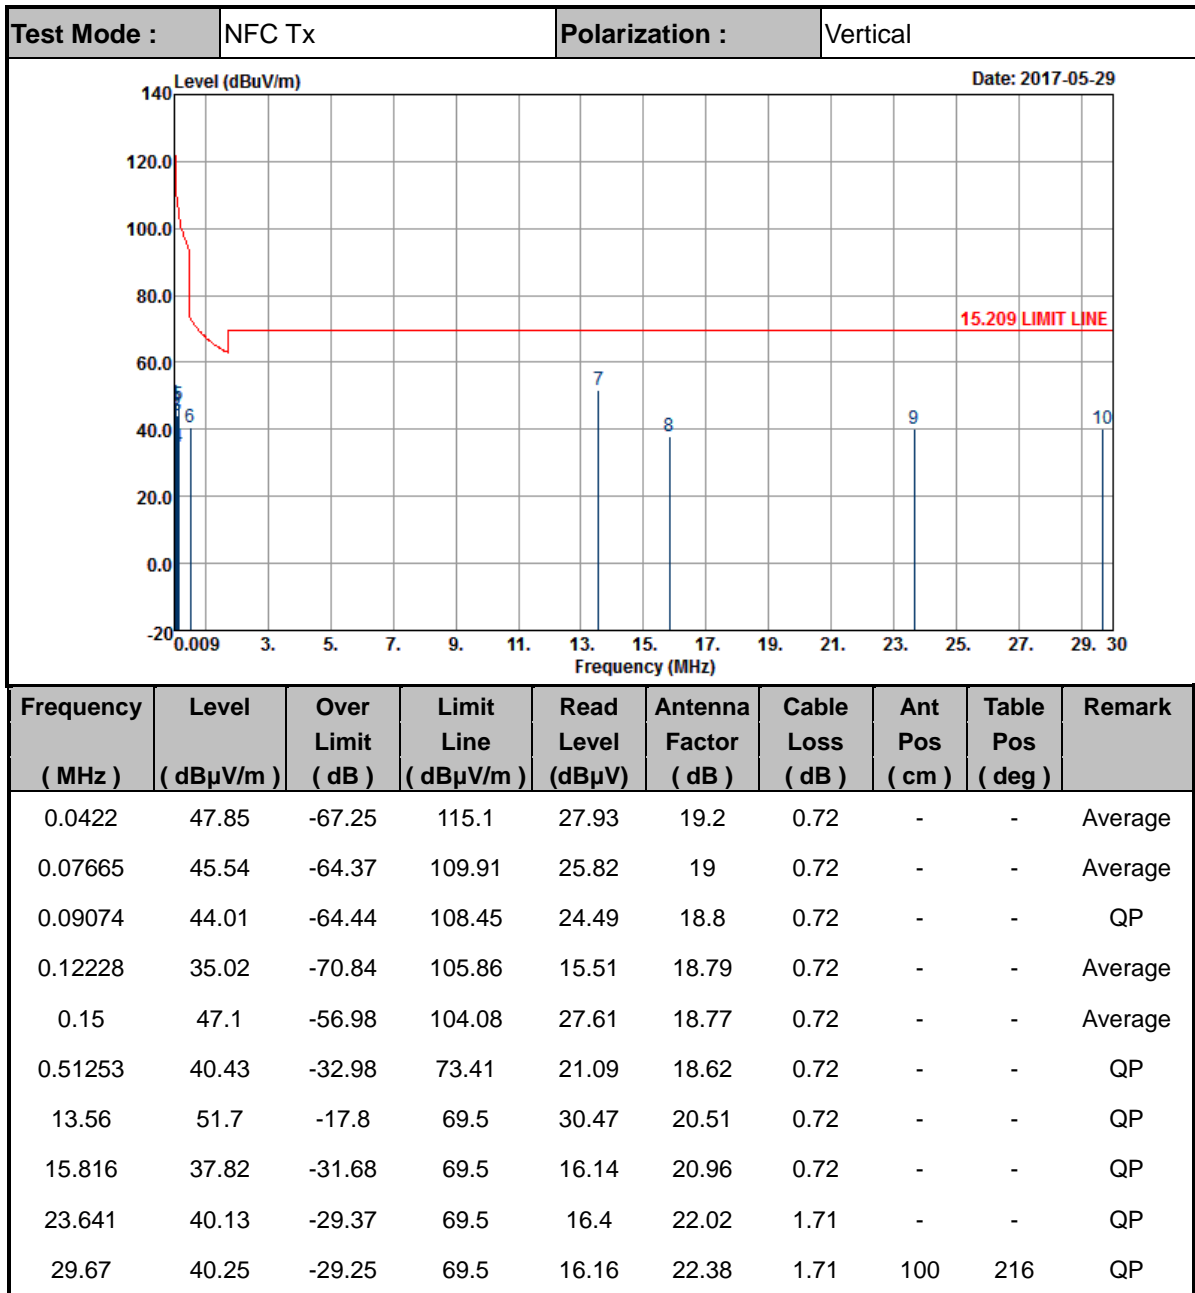 Test Mode : NFC Tx Polarization : Vertical
Level (dBuV/m) Date: 2017-05-29
140
120.0
100.0
80.0
15.209 LIMIT LINE
60.0
7
5
6
8
9
10
40.0
20.0
0.0
-20
0.009 3. 5. 7. 9. 11. 13. 15. 17. 19. 21. 23. 25. 27. 29. 30
Frequency (MHz)
Frequency Level Over Limit Read Antenna Cable Ant Table Remark
Limit Line Level Factor Loss Pos Pos
( MHz ) ( dBμV/m ) ( dB ) ( dBμV/m ) (dBμV) ( dB ) ( dB ) ( cm ) ( deg )
0.0422 47.85 -67.25 115.1 27.93 19.2 0.72 - - Average
0.07665 45.54 -64.37 109.91 25.82 19 0.72 - - Average
0.09074 44.01 -64.44 108.45 24.49 18.8 0.72 - - QP
0.12228 35.02 -70.84 105.86 15.51 18.79 0.72 - - Average
0.15 47.1 -56.98 104.08 27.61 18.77 0.72 - - Average
0.51253 40.43 -32.98 73.41 21.09 18.62 0.72 - - QP
13.56 51.7 -17.8 69.5 30.47 20.51 0.72 - - QP
15.816 37.82 -31.68 69.5 16.14 20.96 0.72 - - QP
23.641 40.13 -29.37 69.5 16.4 22.02 1.71 - - QP
29.67 40.25 -29.25 69.5 16.16 22.38 1.71 100 216 QP